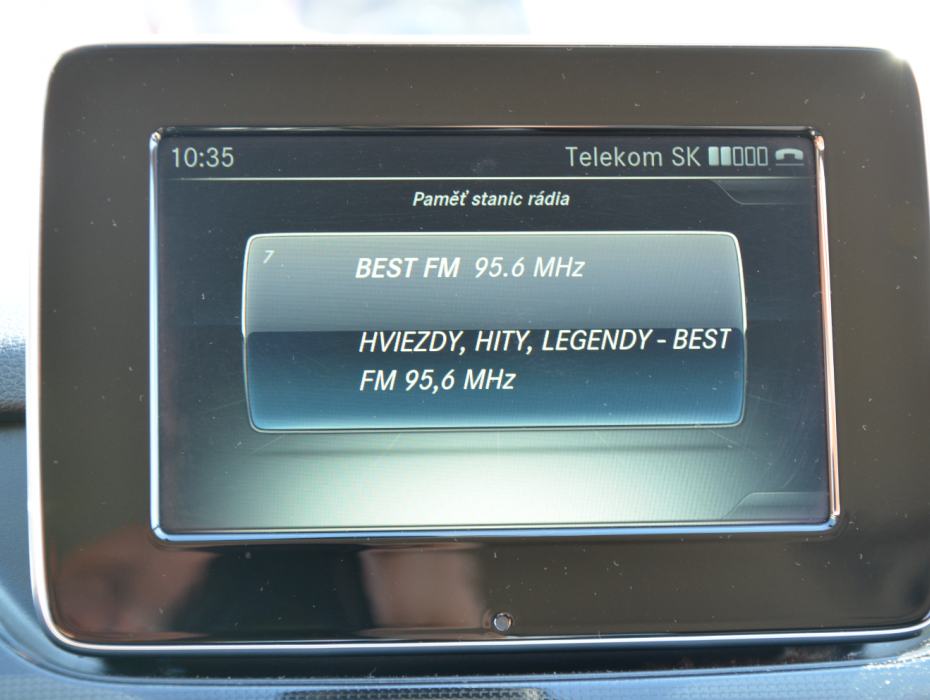 10:35 Telekom SK
Paměť stanic rádia
7
BEST FM 95.6 MHz
HVIEZDY, HITY, LEGENDY - BEST
FM 95,6 MHz